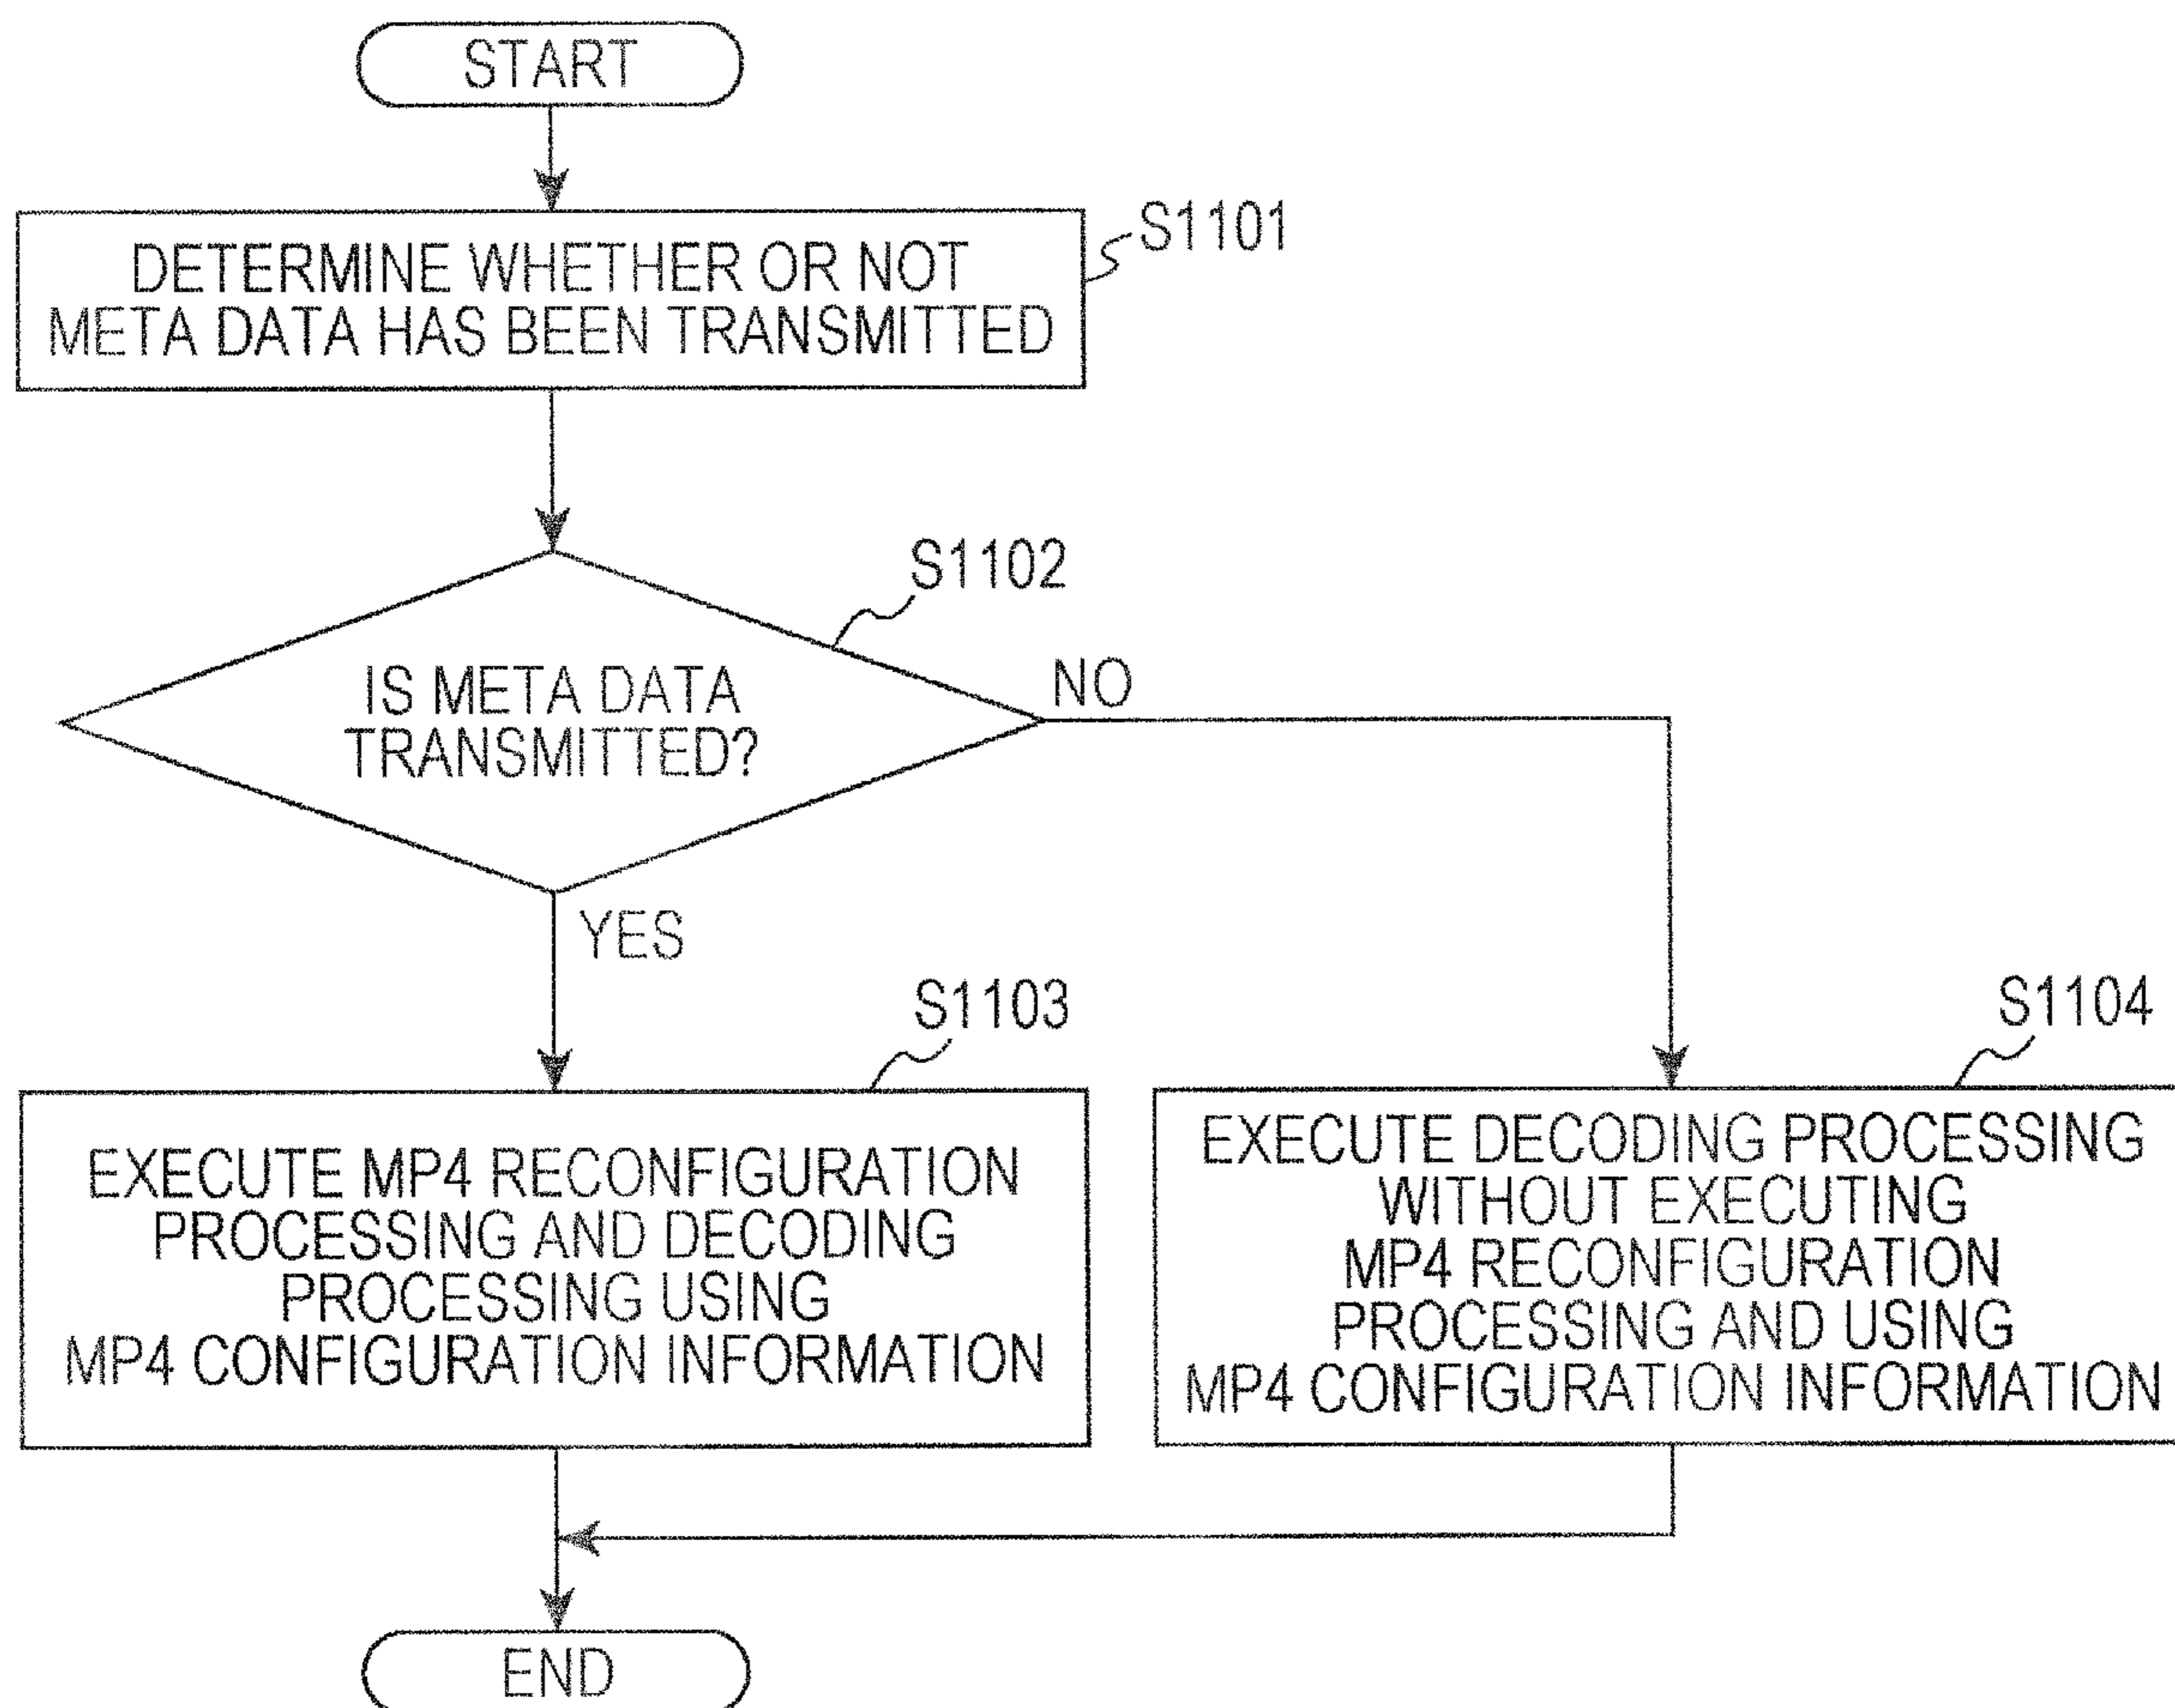 START
DETERMINE WHETHER OR NOT
META DATA HAS BEEN TRANSMITTED
S1101
S1102
IS META DATA
TRANSMITTED?
NO
YES
S1103
EXECUTE MP4 RECONFIGURATION
PROCESSING AND DECODING
PROCESSING USING
MP4 CONFIGURATION INFORMATION
S1104
EXECUTE DECODING PROCESSING
WITHOUT EXECUTING
MP4 RECONFIGURATION
PROCESSING AND USING
MP4 CONFIGURATION INFORMATION
END